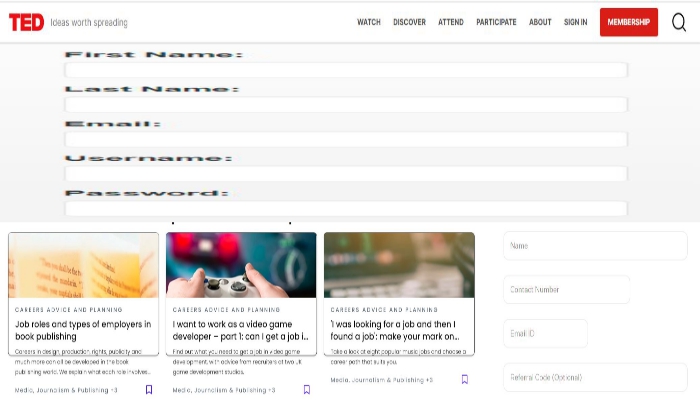 TED Ideas worth spreading WATCH DISCOVER ATTEND PARTICIPATE ABOUT SIGN IN MEMBERSHIP
First Name:
Last Name:
Email:
Username:
Password:
CAREERS ADVICE AND PLANNING
Job roles and types of employers in
book publishing
Careers in design, production, rights, publicity and
much more can all be developed in the book
publishing world. We explain what each role involves...
Media, Journalism & Publishing +3
CAREERS ADVICE AND PLANNING
I want to work as a video game
developer – part 1: can I get a job i...
Find out what you need to get a job in video game
development, with advice from recruiters at two UK
game development studios.
Media, Journalism & Publishing +3
CAREERS ADVICE AND PLANNING
'I was looking for a job and then I
found a job': make your mark on...
Take a look at eight popular music jobs and choose a
career path that suits you.
Media, Journalism & Publishing +3
Name
Contact Number
Email ID
Referral Code (Optional)